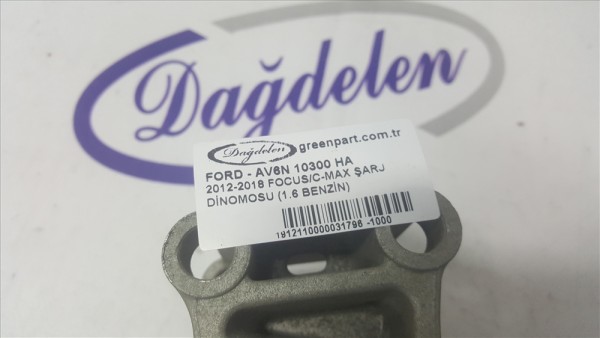 Dağdelen
Dağdelen greenpart.com.tr
FORD - AV6N 10300 HA
2012-2018 FOCUS/C-MAX ŞARJ
DİNOMOSU (1.6 BENZİN)
1912110000031796 -1000